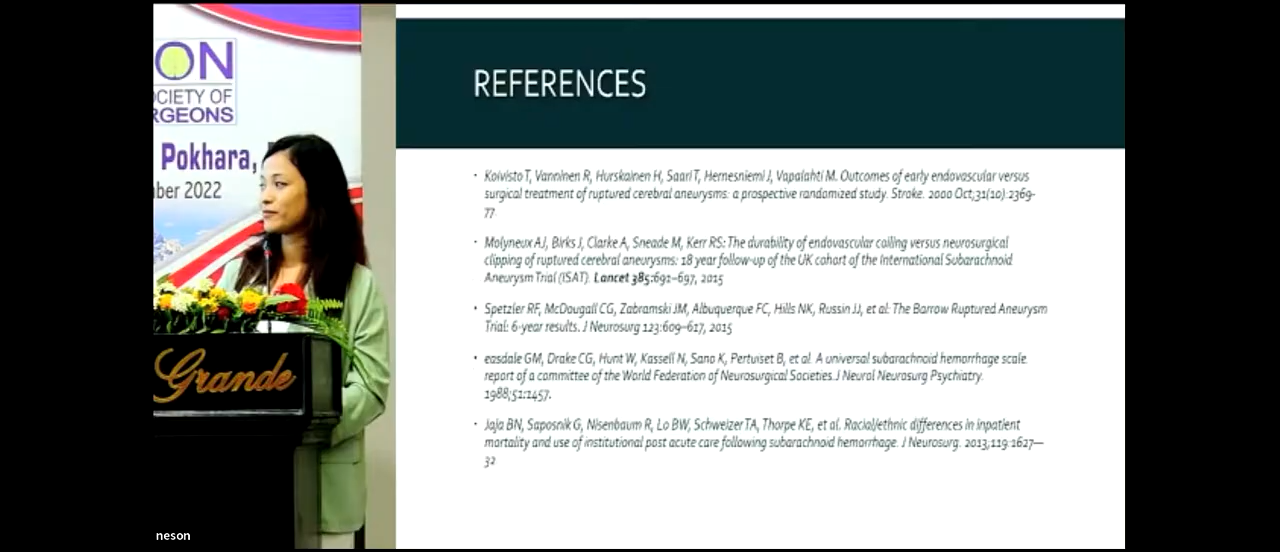 ON
OCIETY OF
RGEONS
Pokhara,
mber 2022
Grande
neson
REFERENCES
• Koivisto T, Vanninen R, Hurskainen H, Saari T, Hernesniemi J, Vapalahti M. Outcomes of early endovascular versus
surgical treatment of ruptured cerebral aneurysms: a prospective randomized study. Stroke. 2000 Oct;31(10):2369-
77
• Molyneux AJ, Birks J, Clarke A, Sneade M, Kerr RS: The durability of endovascular coiling versus neurosurgical
clipping of ruptured cerebral aneurysms: 18 year follow-up of the UK cohort of the International Subarachnoid
Aneurysm Trial (ISAT). Lancet 385:691–697, 2015
• Spetzler RF, McDougall CG, Zabramski JM, Albuquerque FC, Hills NK, Russin JJ, et al: The Barrow Ruptured Aneurysm
Trial: 6-year results. J Neurosurg 123:609–617, 2015
• easdale GM, Drake CG, Hunt W, Kassell N, Sano K, Pertuiset B, et al. A universal subarachnoid hemorrhage scale.
report of a committee of the World Federation of Neurosurgical Societies.J Neurol Neurosurg Psychiatry.
1988;51:1457.
• Jaja BN, Saposnik G, Nisenbaum R, Lo BW, Schweizer TA, Thorpe KE, et al. Racial/ethnic differences in inpatient
mortality and use of institutional post acute care following subarachnoid hemorrhage. J Neurosurg. 2013;119:1627—
32